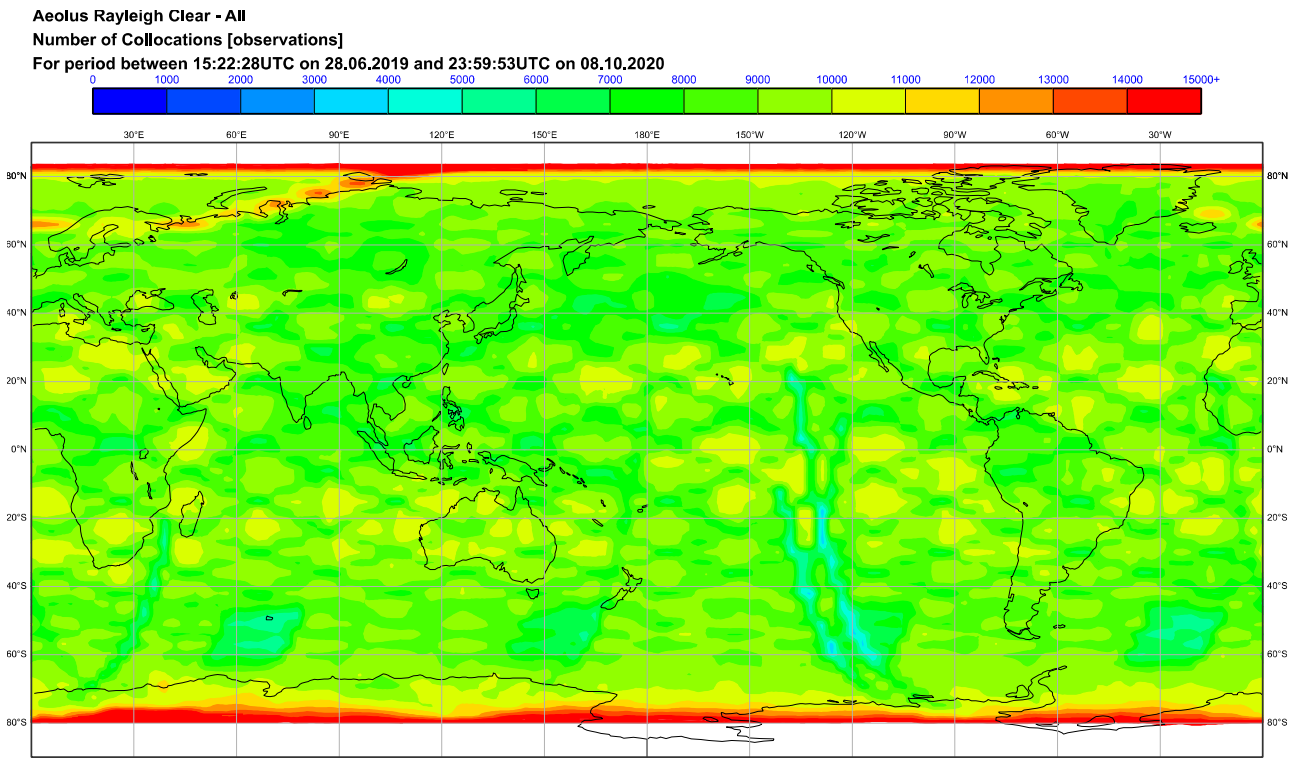 Aeolus Rayleigh Clear - All
Number of Collocations [observations]
For period between 15:22:28UTC on 28.06.2019 and 23:59:53UTC on 08.10.2020
0 1000 2000 3000 4000 5000 6000 7000 8000 9000 10000 11000 12000 13000 14000 15000+
30°E 60°E 90°E 120°E 150°E 180°E 150°W 120°W 90°W 60°W 30°W
80°N 80°N
60°N 60°N
40°N 40°N
20°N 20°N
0°N 0°N
20°S 20°S
40°S 40°S
60°S 60°S
80°S 80°S